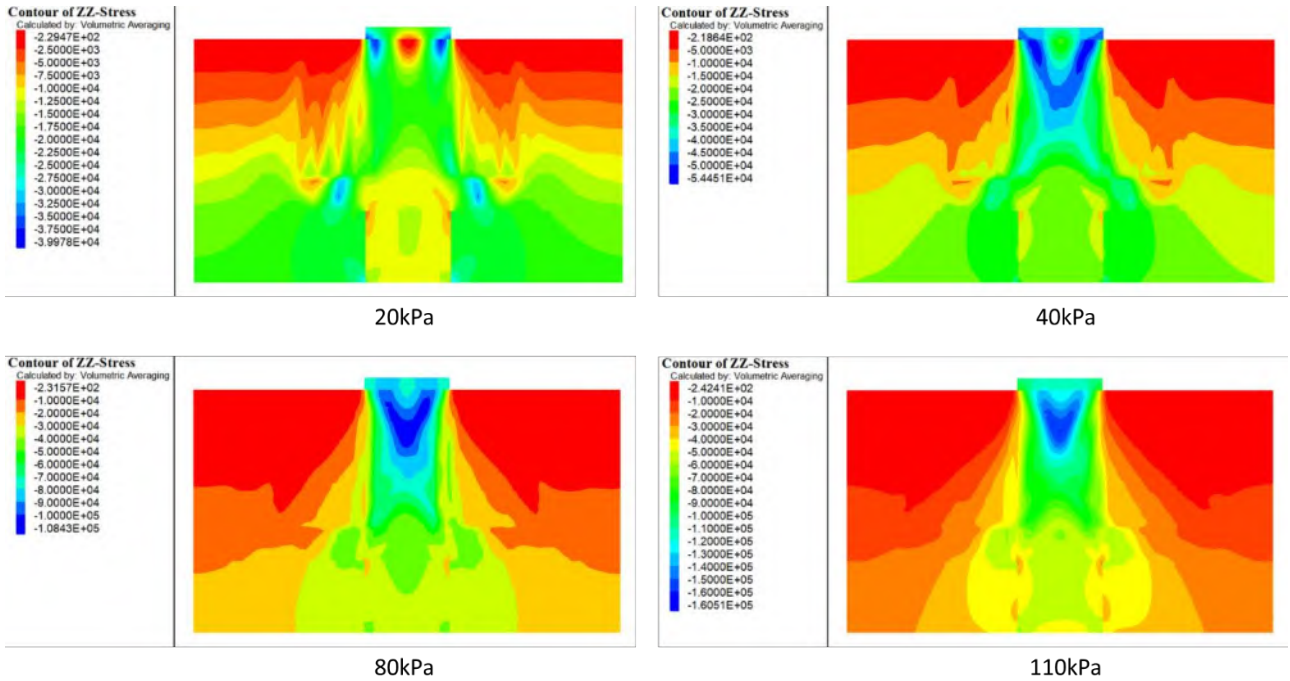 Contour of ZZ-Stress
Calculated by: Volumetric Averaging
-2.2947E+02
-2.5000E+03
-5.0000E+03
-7.5000E+03
-1.0000E+04
-1.2500E+04
-1.5000E+04
-1.7500E+04
-2.0000E+04
-2.2500E+04
-2.5000E+04
-2.7500E+04
-3.0000E+04
-3.2500E+04
-3.5000E+04
-3.7500E+04
-3.9978E+04
20kPa
Contour of ZZ-Stress
Calculated by: Volumetric Averaging
-2.1864E+02
-5.0000E+03
-1.0000E+04
-1.5000E+04
-2.0000E+04
-2.5000E+04
-3.0000E+04
-3.5000E+04
-4.0000E+04
-4.5000E+04
-5.0000E+04
-5.4451E+04
40kPa
Contour of ZZ-Stress
Calculated by: Volumetric Averaging
-2.3157E+02
-1.0000E+04
-2.0000E+04
-3.0000E+04
-4.0000E+04
-5.0000E+04
-6.0000E+04
-7.0000E+04
-8.0000E+04
-9.0000E+04
-1.0000E+05
-1.0843E+05
80kPa
Contour of ZZ-Stress
Calculated by: Volumetric Averaging
-2.4241E+02
-1.0000E+04
-2.0000E+04
-3.0000E+04
-4.0000E+04
-5.0000E+04
-6.0000E+04
-7.0000E+04
-8.0000E+04
-9.0000E+04
-1.0000E+05
-1.1000E+05
-1.2000E+05
-1.3000E+05
-1.4000E+05
-1.5000E+05
-1.6000E+05
-1.6051E+05
110kPa